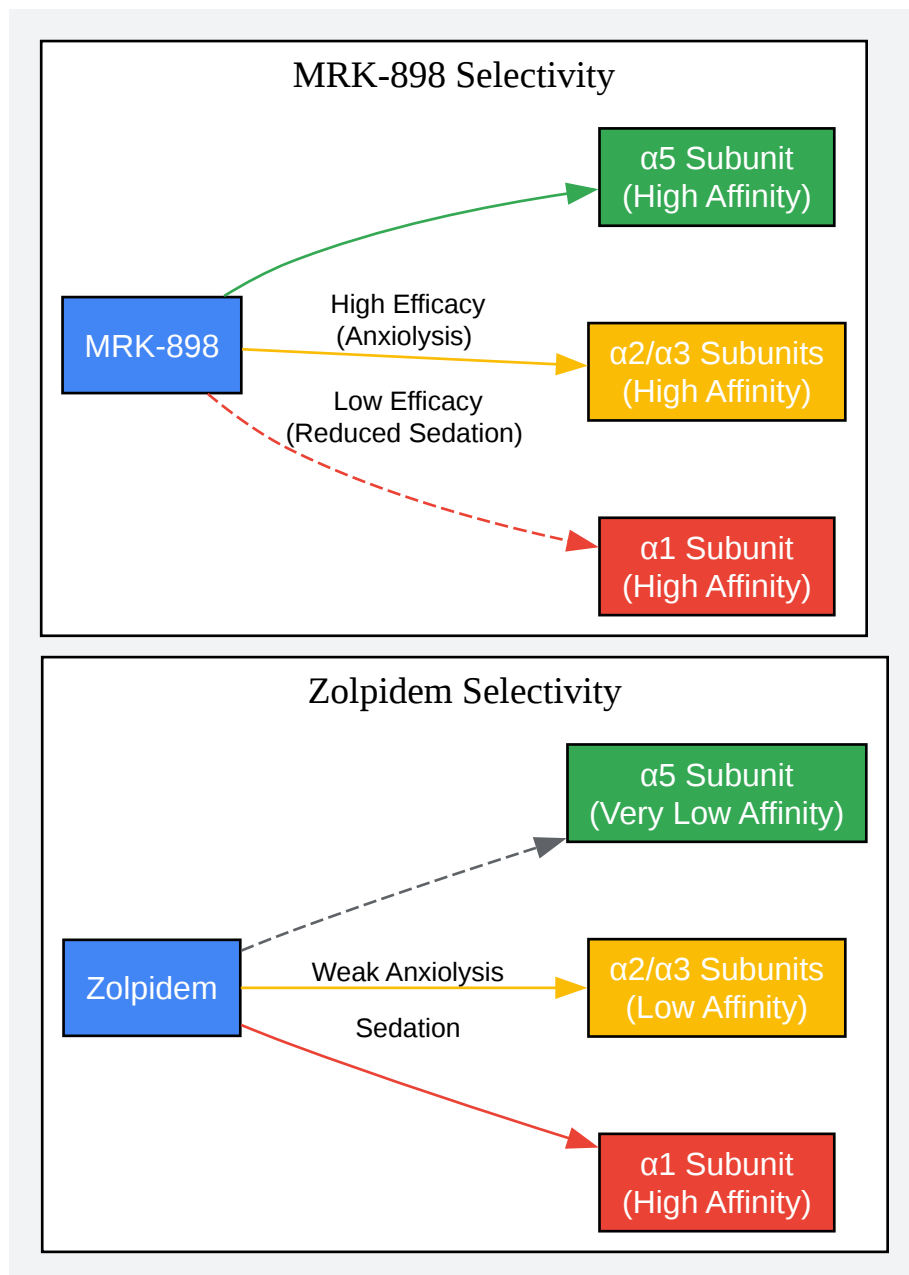 MRK-898 Selectivity
α5 Subunit
(High Affinity)
High Efficacy
(Anxiolysis)
MRK-898
α2/α3 Subunits
(High Affinity)
Low Efficacy
(Reduced Sedation)
α1 Subunit
(High Affinity)
Zolpidem Selectivity
α5 Subunit
(Very Low Affinity)
Weak Anxiolysis
Zolpidem
α2/α3 Subunits
(Low Affinity)
Sedation
α1 Subunit
(High Affinity)